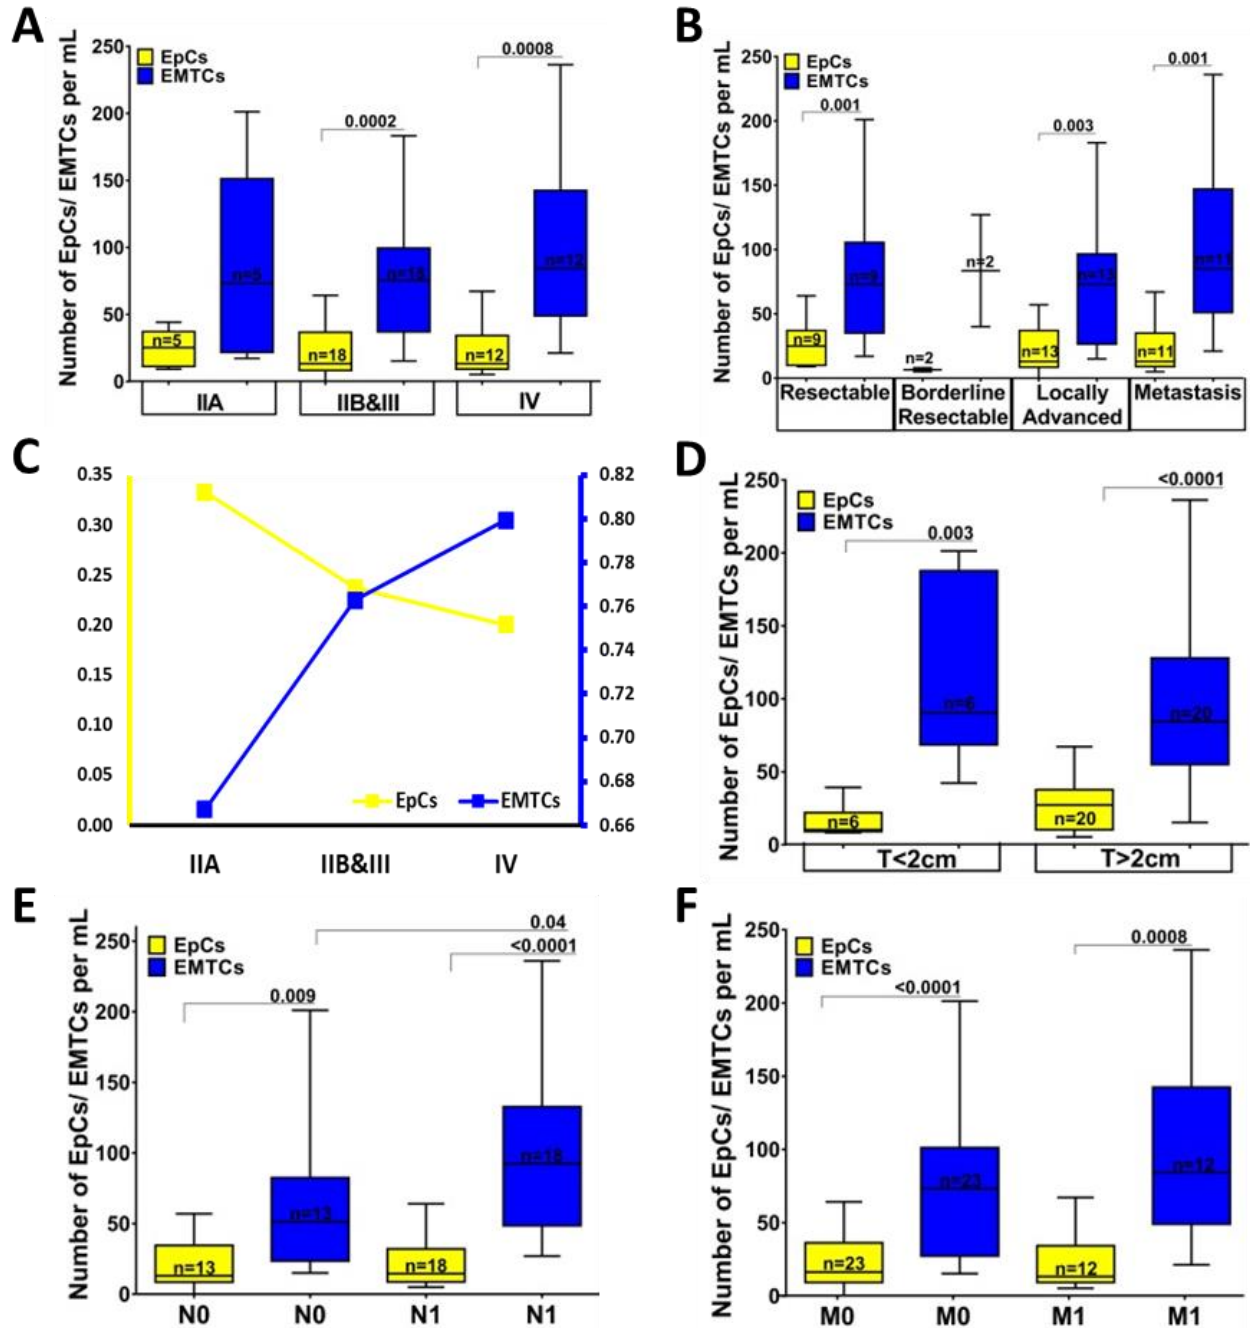 A
Number of EpCs/ EMTCs per mL
EpCs
EMTCs
250
200
150
100
50
0
0.0002
0.0008
n=5
n=5
n=18
n=18
n=12
n=12
IIA
IIB&III
IV
B
Number of EpCs/ EMTCs per mL
EpCs
EMTCs
250
200
150
100
50
0
0.001
0.003
0.001
n=9
n=9
n=2
n=2
n=13
n=13
n=11
n=11
Resectable
Borderline
Resectable
Locally
Advanced
Metastasis
C
0.35
0.30
0.25
0.20
0.15
0.10
0.05
0.00
0.82
0.80
0.78
0.76
0.74
0.72
0.70
0.68
0.66
EpCs
EMTCs
IIA
IIB&III
IV
D
Number of EpCs/ EMTCs per mL
EpCs
EMTCs
250
200
150
100
50
0
0.003
<0.0001
n=6
n=6
n=20
n=20
T<2cm
T>2cm
E
Number of EpCs/ EMTCs per mL
EpCs
EMTCs
250
200
150
100
50
0
0.009
0.04
<0.0001
n=13
n=13
n=18
n=18
N0
N0
N1
N1
F
Number of EpCs/ EMTCs per mL
EpCs
EMTCs
250
200
150
100
50
0
<0.0001
0.0008
n=23
n=23
n=12
n=12
M0
M0
M1
M1